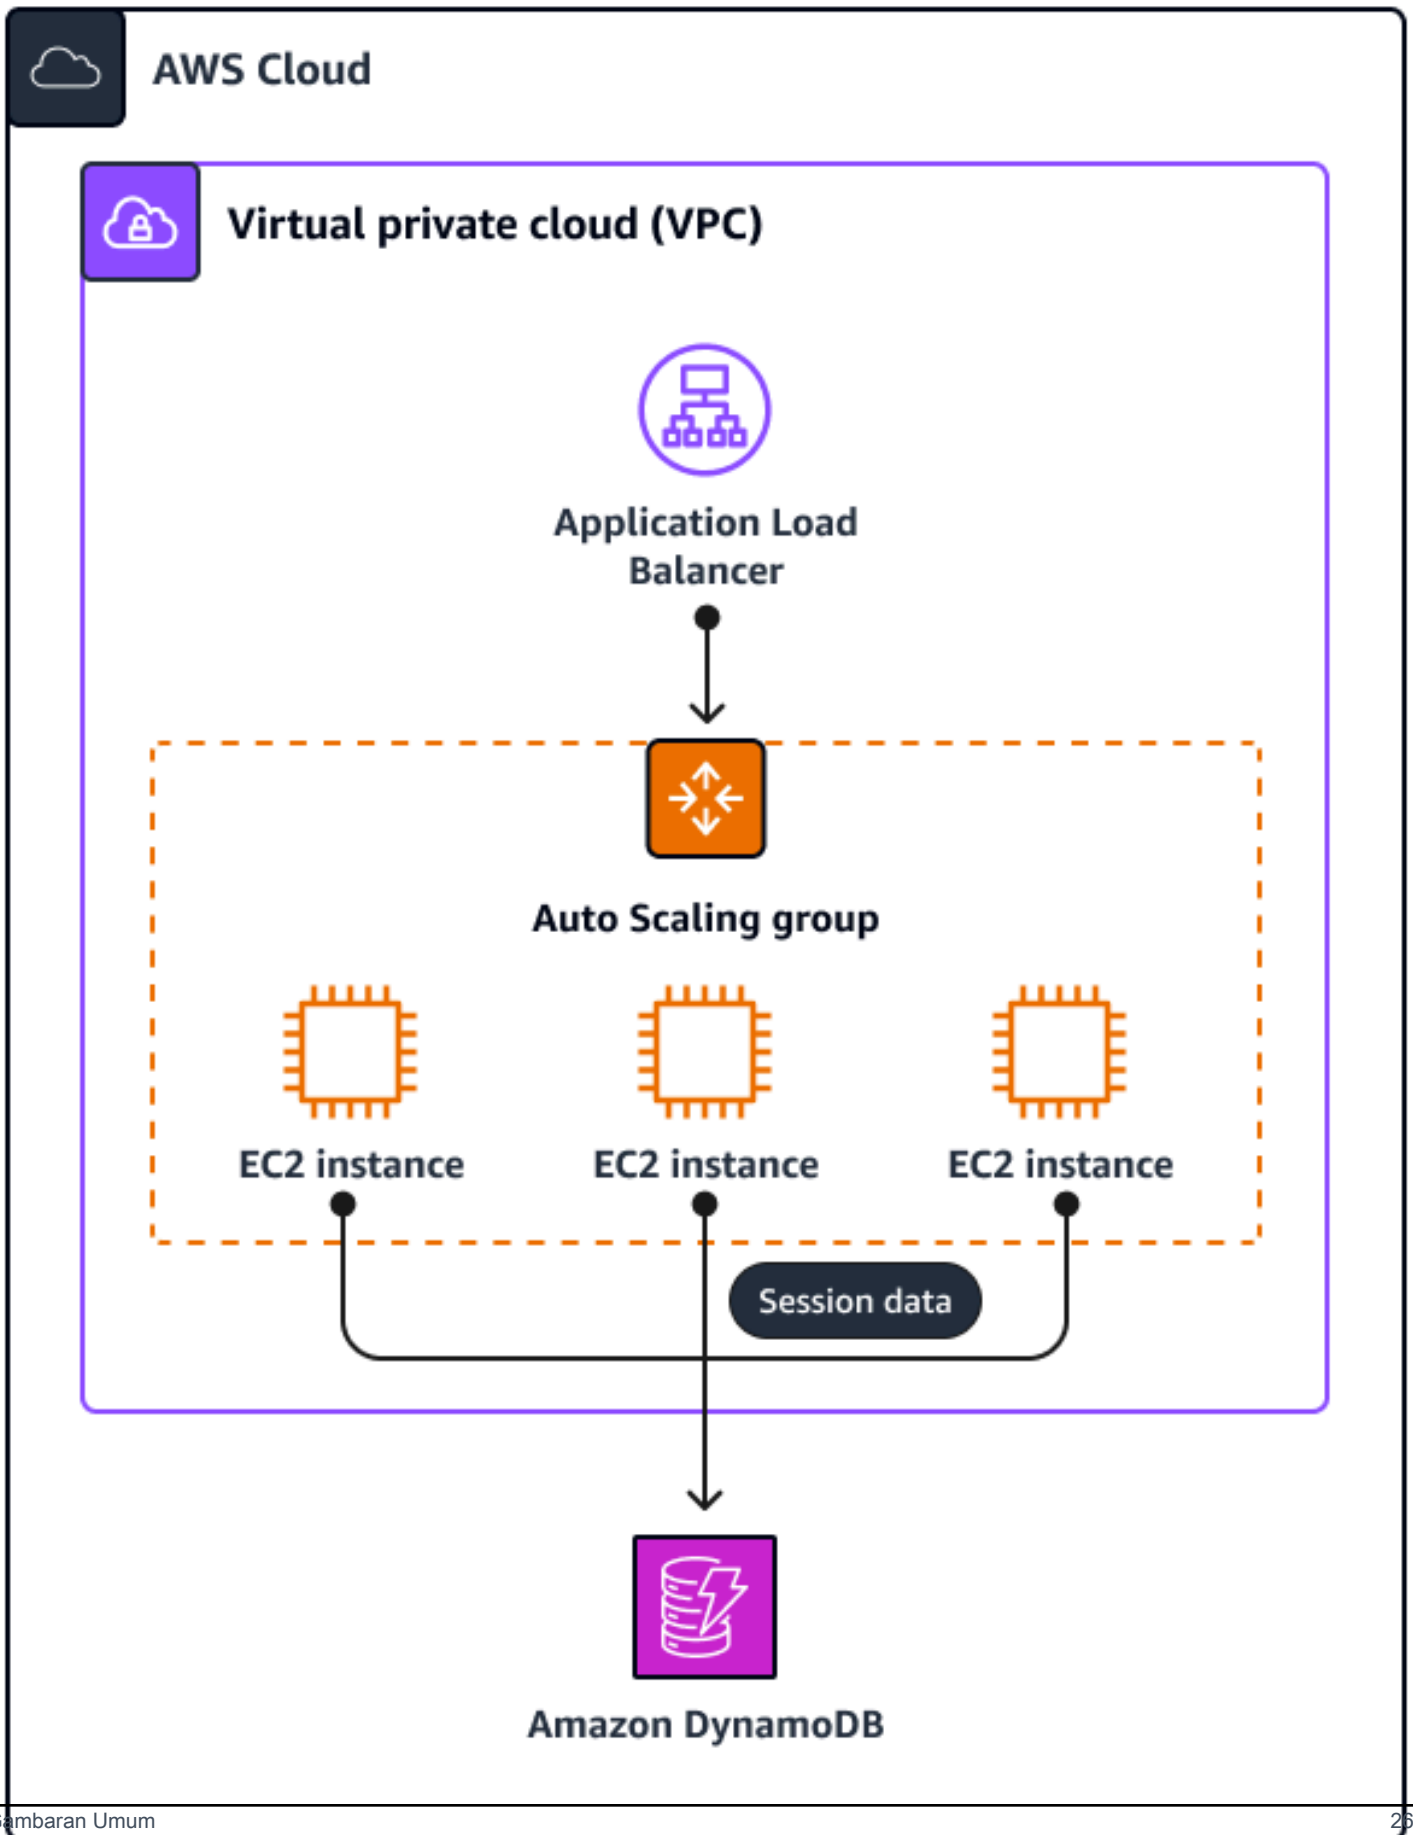 AWS Cloud
Virtual private cloud (VPC)
Application Load
Balancer
Auto Scaling group
EC2 instance
EC2 instance
EC2 instance
Session data
Amazon DynamoDB
Gambaran Umum
26